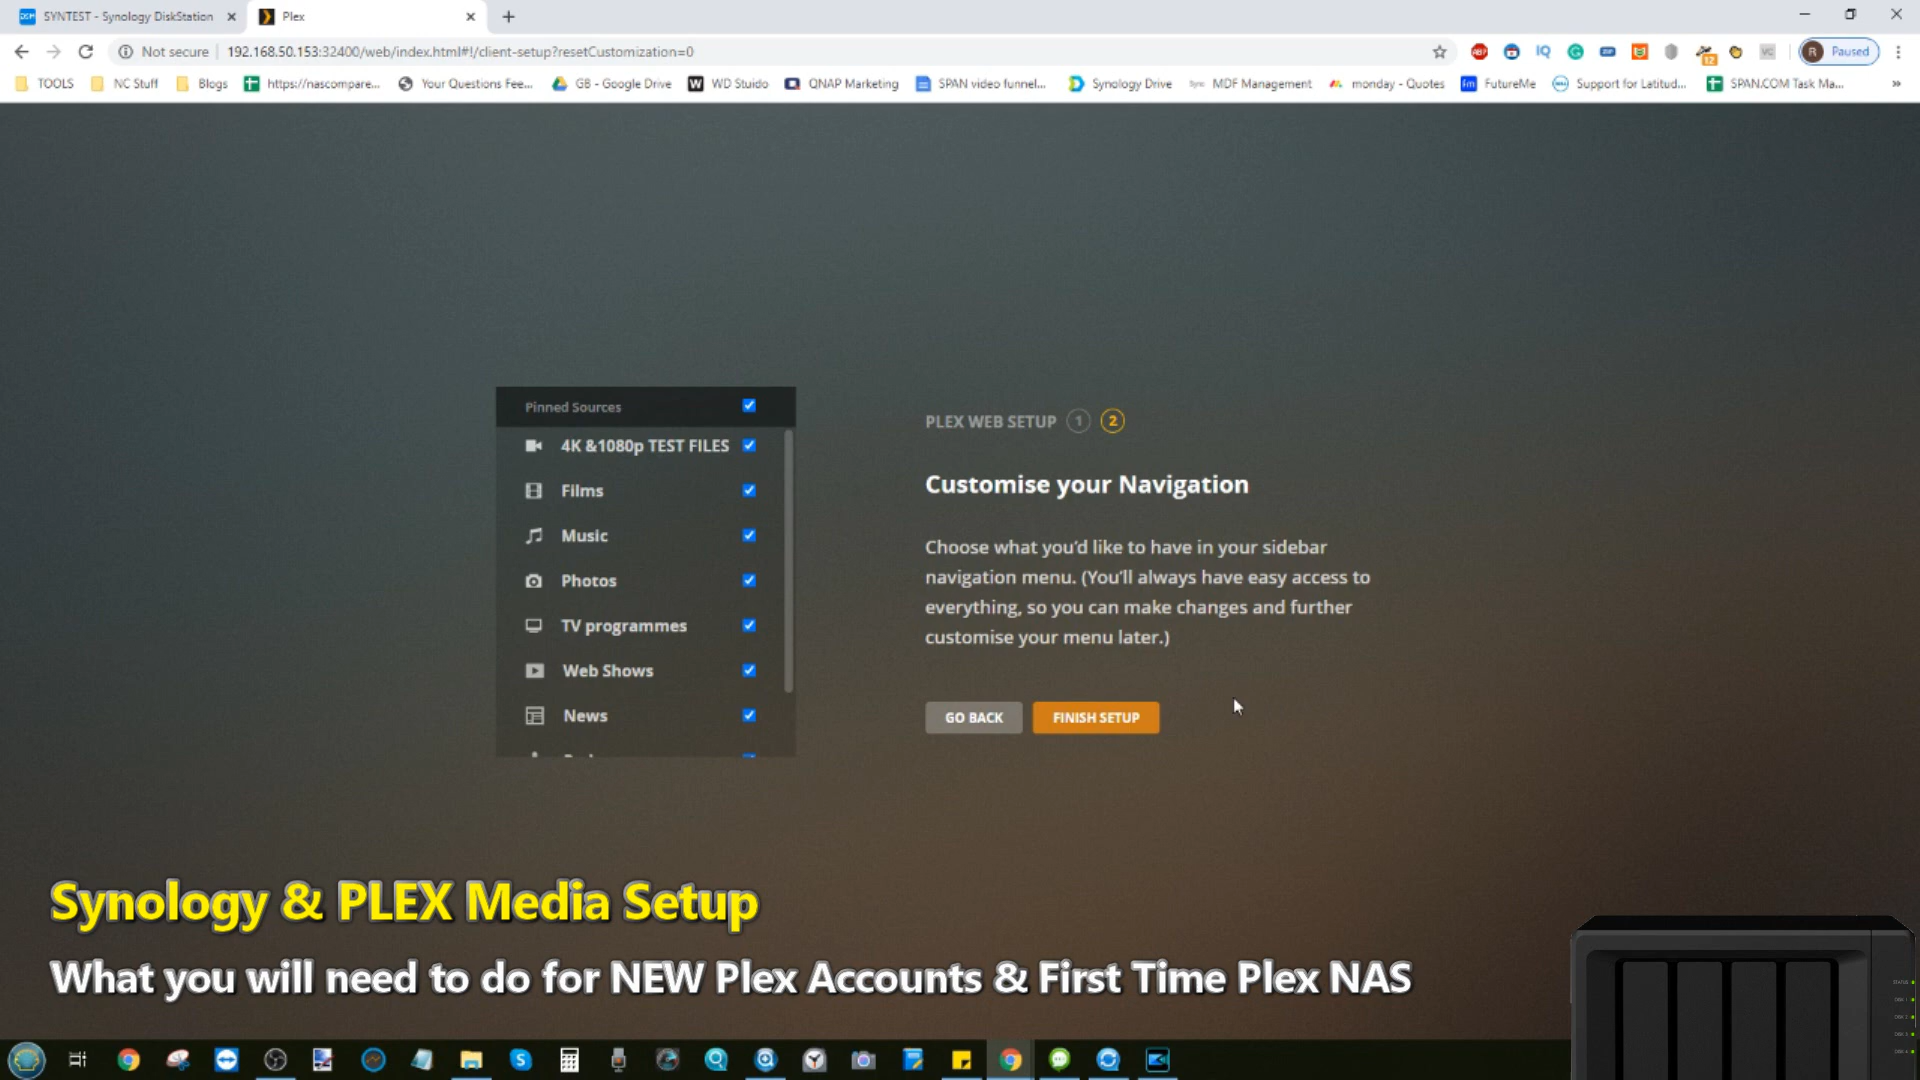 SYNTEST - Synology DiskStation
Plex
Not secure
192.168.50.153:32400/web/index.html#!/client-setup?resetCustomization=0
ABP
IQ
12
R Paused
TOOLS
NC Stuff
Blogs
https://nascompare...
Your Questions Fee...
GB - Google Drive
WD Stuido
QNAP Marketing
SPAN video funnel...
Synology Drive
MDF Management
monday - Quotes
FutureMe
Support for Latitud...
SPAN.COM Task Ma...
Pinned Sources
4K &1080p TEST FILES
Films
Music
Photos
TV programmes
Web Shows
News
PLEX WEB SETUP 1 2
Customise your Navigation
Choose what you'd like to have in your sidebar
navigation menu. (You'll always have easy access to
everything, so you can make changes and further
customise your menu later.)
GO BACK
FINISH SETUP
Synology & PLEX Media Setup
What you will need to do for NEW Plex Accounts & First Time Plex NAS